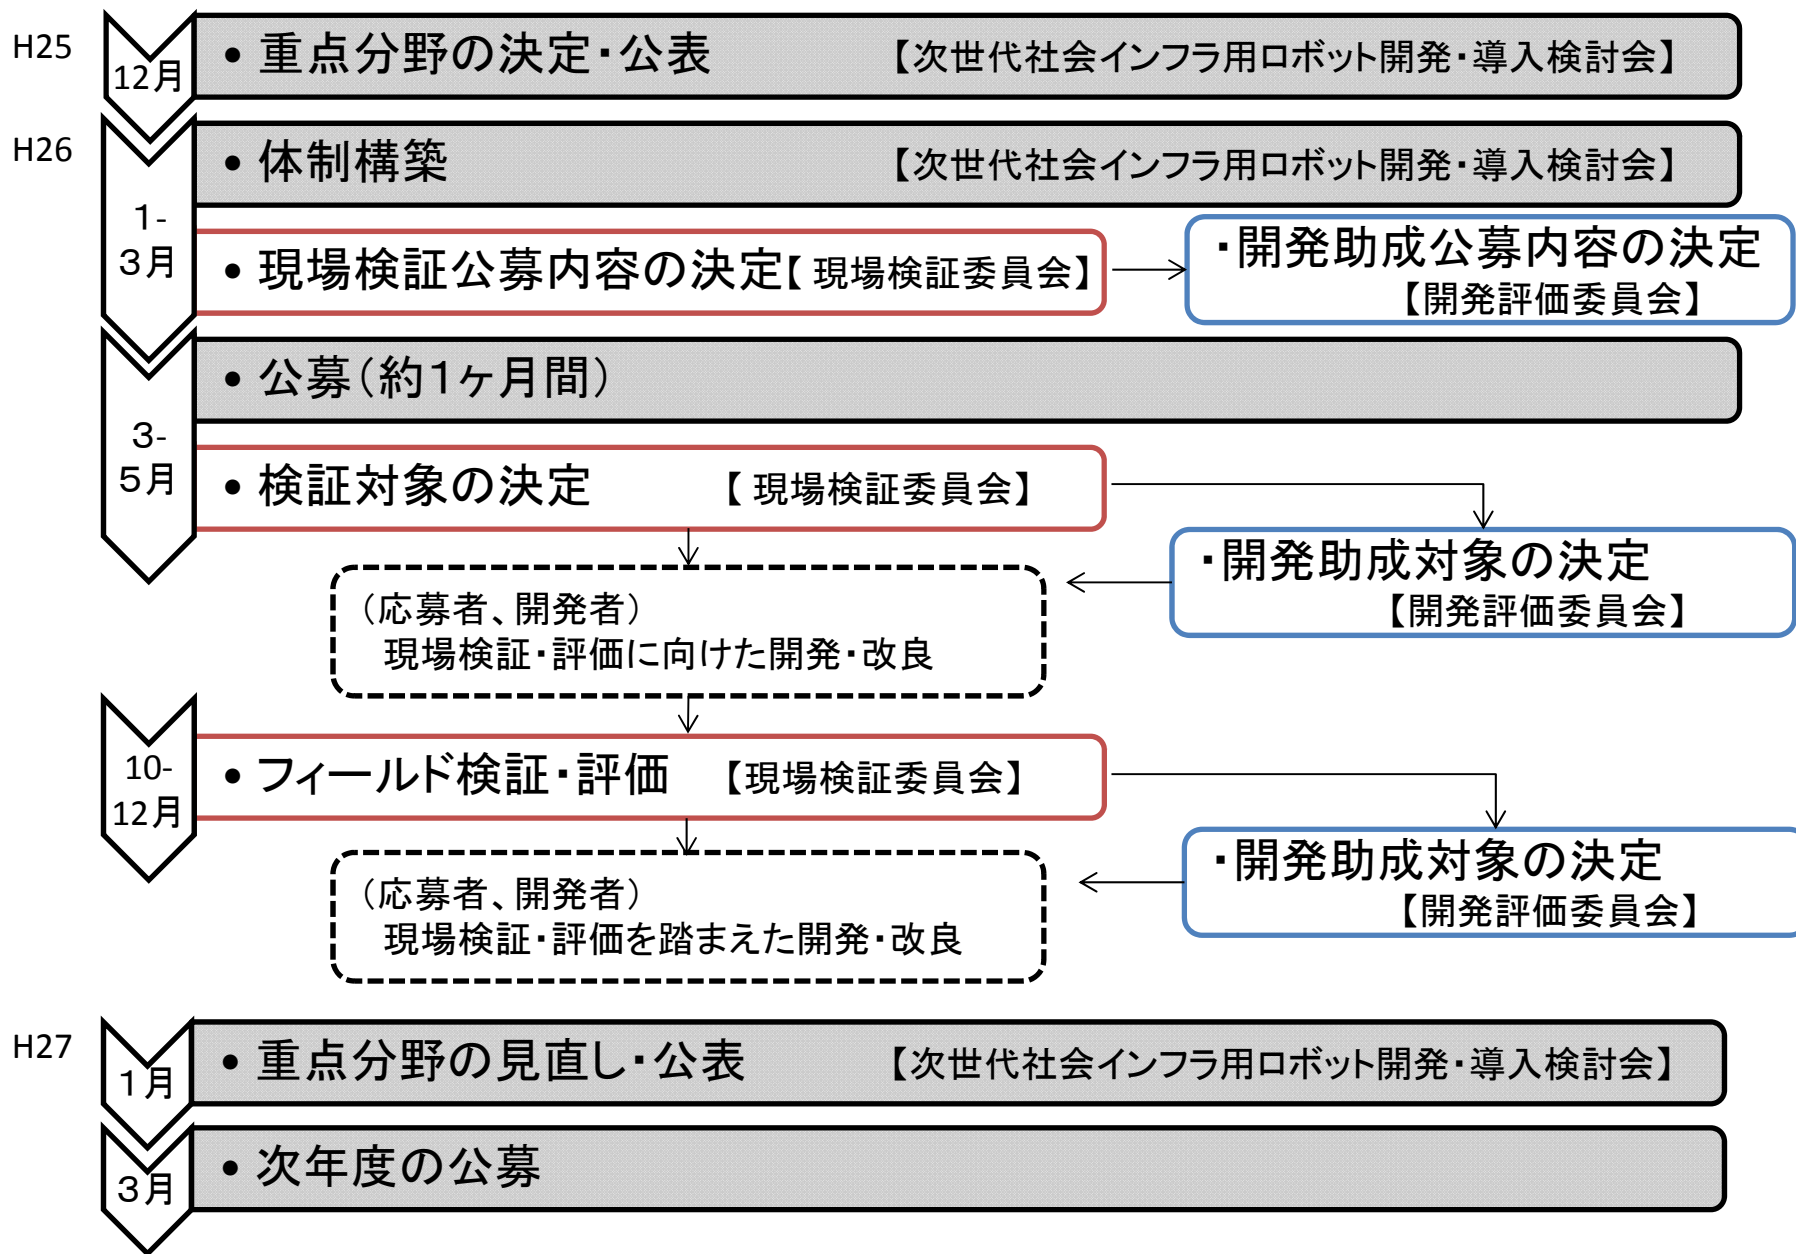 H25
12月
• 重点分野の決定・公表 【次世代社会インフラ用ロボット開発・導入検討会】
H26
1-
3月
• 体制構築 【次世代社会インフラ用ロボット開発・導入検討会】
• 現場検証公募内容の決定【 現場検証委員会】
・開発助成公募内容の決定
【開発評価委員会】
3-
5月
• 公募(約1ヶ月間)
• 検証対象の決定 【 現場検証委員会】
・開発助成対象の決定
【開発評価委員会】
(応募者、開発者)
現場検証・評価に向けた開発・改良
10-
12月
• フィールド検証・評価 【現場検証委員会】
・開発助成対象の決定
【開発評価委員会】
(応募者、開発者)
現場検証・評価を踏まえた開発・改良
H27
1月
• 重点分野の見直し・公表 【次世代社会インフラ用ロボット開発・導入検討会】
3月
• 次年度の公募